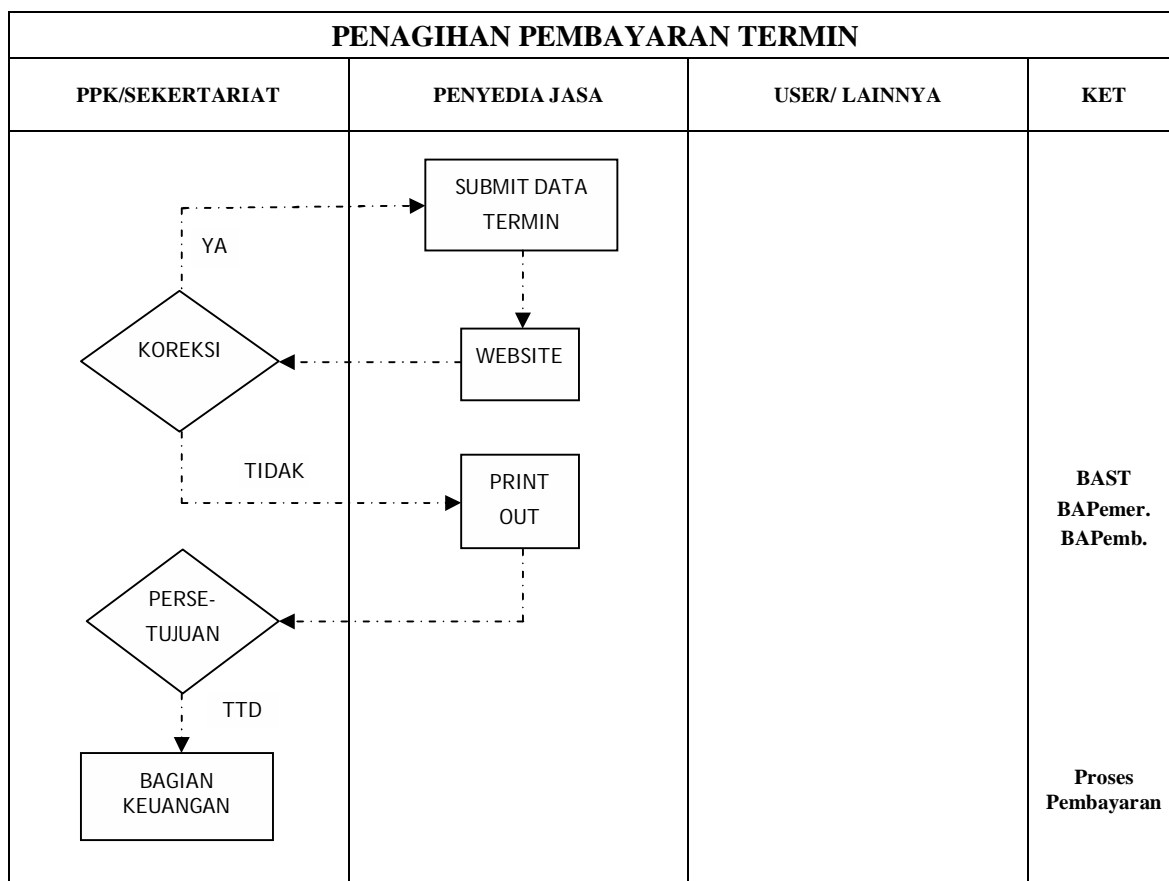 PENAGIHAN PEMBAYARAN TERMIN
PPK/SEKERTARIAT
PENYEDIA JASA
USER/ LAINNYA
KET
SUBMIT DATA
TERMIN
YA
KOREKSI
WEBSITE
TIDAK
PRINT
OUT
BAST
BAPemer.
BAPemb.
PERSE-
TUJUAN
TTD
BAGIAN
KEUANGAN
Proses
Pembayaran